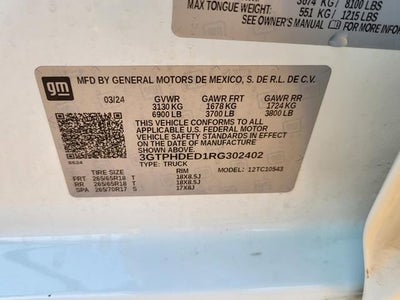 3674 KG / 8100 LBS
MAX TONGUE WEIGHT:
551 KG / 1215 LBS
SEE OWNER'S MANUAL FOR MORE
gm
MFD BY GENERAL MOTORS DE MEXICO, S. DE R.L. DE C.V.
03/24 GVWR GAWR FRT GAWR RR
3130 KG 1678 KG 1724 KG
6900 LB 3700 LB 3800 LB
THIS VEHICLE CONFORMS TO ALL APPLICABLE
U.S. FEDERAL MOTOR VEHICLE SAFETY
STANDARDS IN EFFECT ON THE DATE OF
MANUFACTURE SHOWN ABOVE.
3GTPHDED1RG302402
TYPE: TRUCK MODEL: 12TC10543
RIM
FRT 265/65R18 T 18X8.5J
RR 265/65R18 T 18X8.5J
SPA 265/70R17 S 17X8J